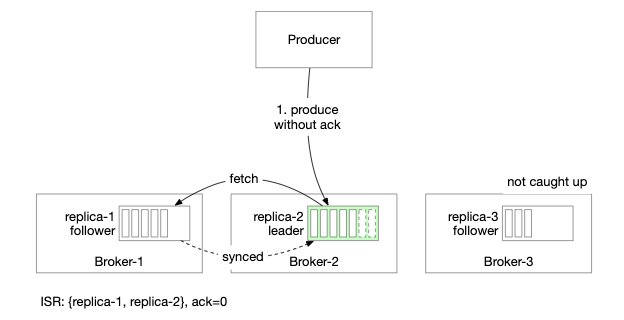 Producer
1. produce
without ack
fetch
not caught up
replica-1
follower
replica-2
leader
replica-3
follower
synced
Broker-1
Broker-2
Broker-3
ISR: {replica-1, replica-2}, ack=0